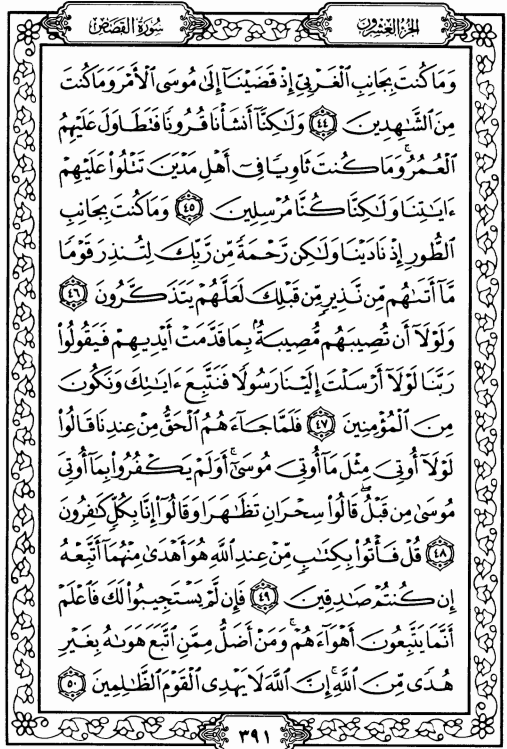 الجزء العشرون
سورة القصص
وَمَا كُنتَ بِجَانِبِ ٱلْغَرْبِىِّ إِذْ قَضَيْنَآ إِلَىٰ مُوسَى ٱلْأَمْرَ وَمَا كُنتَ
مِنَ ٱلشَّٰهِدِينَ ٤٤ وَلَٰكِنَّآ أَنشَأْنَا قُرُونًا فَتَطَاوَلَ عَلَيْهِمُ
ٱلْعُمُرُ ۚ وَمَا كُنتَ ثَاوِيًا فِىٓ أَهْلِ مَدْيَنَ تَتْلُوا۟ عَلَيْهِمْ
ءَايَٰتِنَا وَلَٰكِنَّا كُنَّا مُرْسِلِينَ ٤٥ وَمَا كُنتَ بِجَانِبِ
ٱلطُّورِ إِذْ نَادَيْنَا وَلَٰكِن رَّحْمَةً مِّن رَّبِّكَ لِتُنذِرَ قَوْمًا
مَّآ أَتَىٰهُم مِّن نَّذِيرٍ مِّن قَبْلِكَ لَعَلَّهُمْ يَتَذَكَّرُونَ ٤٦
وَلَوْلَآ أَن تُصِيبَهُم مُّصِيبَةٌۢ بِمَا قَدَّمَتْ أَيْدِيهِمْ فَيَقُولُوا۟
رَبَّنَا لَوْلَآ أَرْسَلْتَ إِلَيْنَا رَسُولًا فَنَتَّبِعَ ءَايَٰتِكَ وَنَكُونَ
مِنَ ٱلْمُؤْمِنِينَ ٤٧ فَلَمَّا جَآءَهُمُ ٱلْحَقُّ مِنْ عِندِنَا قَالُوا۟
لَوْلَآ أُوتِىَ مِثْلَ مَآ أُوتِىَ مُوسَىٰٓ ۚ أَوَلَمْ يَكْفُرُوا۟ بِمَآ أُوتِىَ
مُوسَىٰ مِن قَبْلُ ۖ قَالُوا۟ سِحْرَانِ تَظَٰهَرَا وَقَالُوٓا۟ إِنَّا بِكُلٍّ كَٰفِرُونَ
٤٨ قُلْ فَأْتُوا۟ بِكِتَٰبٍ مِّنْ عِندِ ٱللَّهِ هُوَ أَهْدَىٰ مِنْهُمَآ أَتَّبِعْهُ
إِن كُنتُمْ صَٰدِقِينَ ٤٩ فَإِن لَّمْ يَسْتَجِيبُوا۟ لَكَ فَٱعْلَمْ
أَنَّمَا يَتَّبِعُونَ أَهْوَآءَهُمْ ۚ وَمَنْ أَضَلُّ مِمَّنِ ٱتَّبَعَ هَوَىٰهُ بِغَيْرِ
هُدًى مِّنَ ٱللَّهِ ۚ إِنَّ ٱللَّهَ لَا يَهْدِى ٱلْقَوْمَ ٱلظَّٰلِمِينَ ٥٠
٣٩١